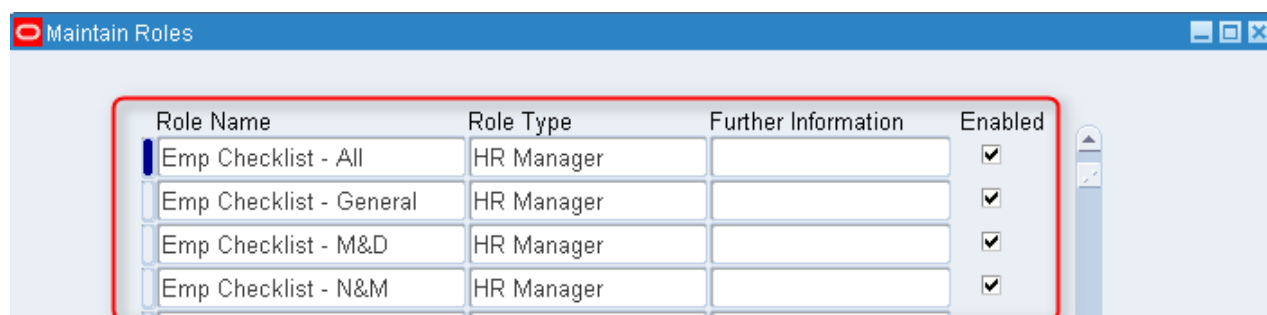 Maintain Roles
Role Name Role Type Further Information Enabled
Emp Checklist - All HR Manager
Emp Checklist - General HR Manager
Emp Checklist - M&D HR Manager
Emp Checklist - N&M HR Manager